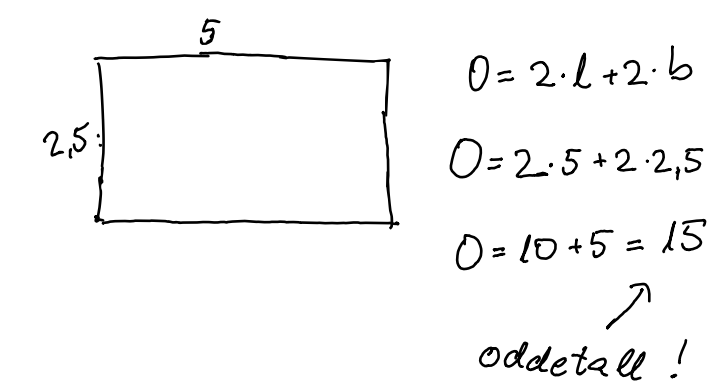 5
2,5
O = 2·l + 2·b
O = 2·5 + 2·2,5
O = 10 + 5 = 15
oddetall !